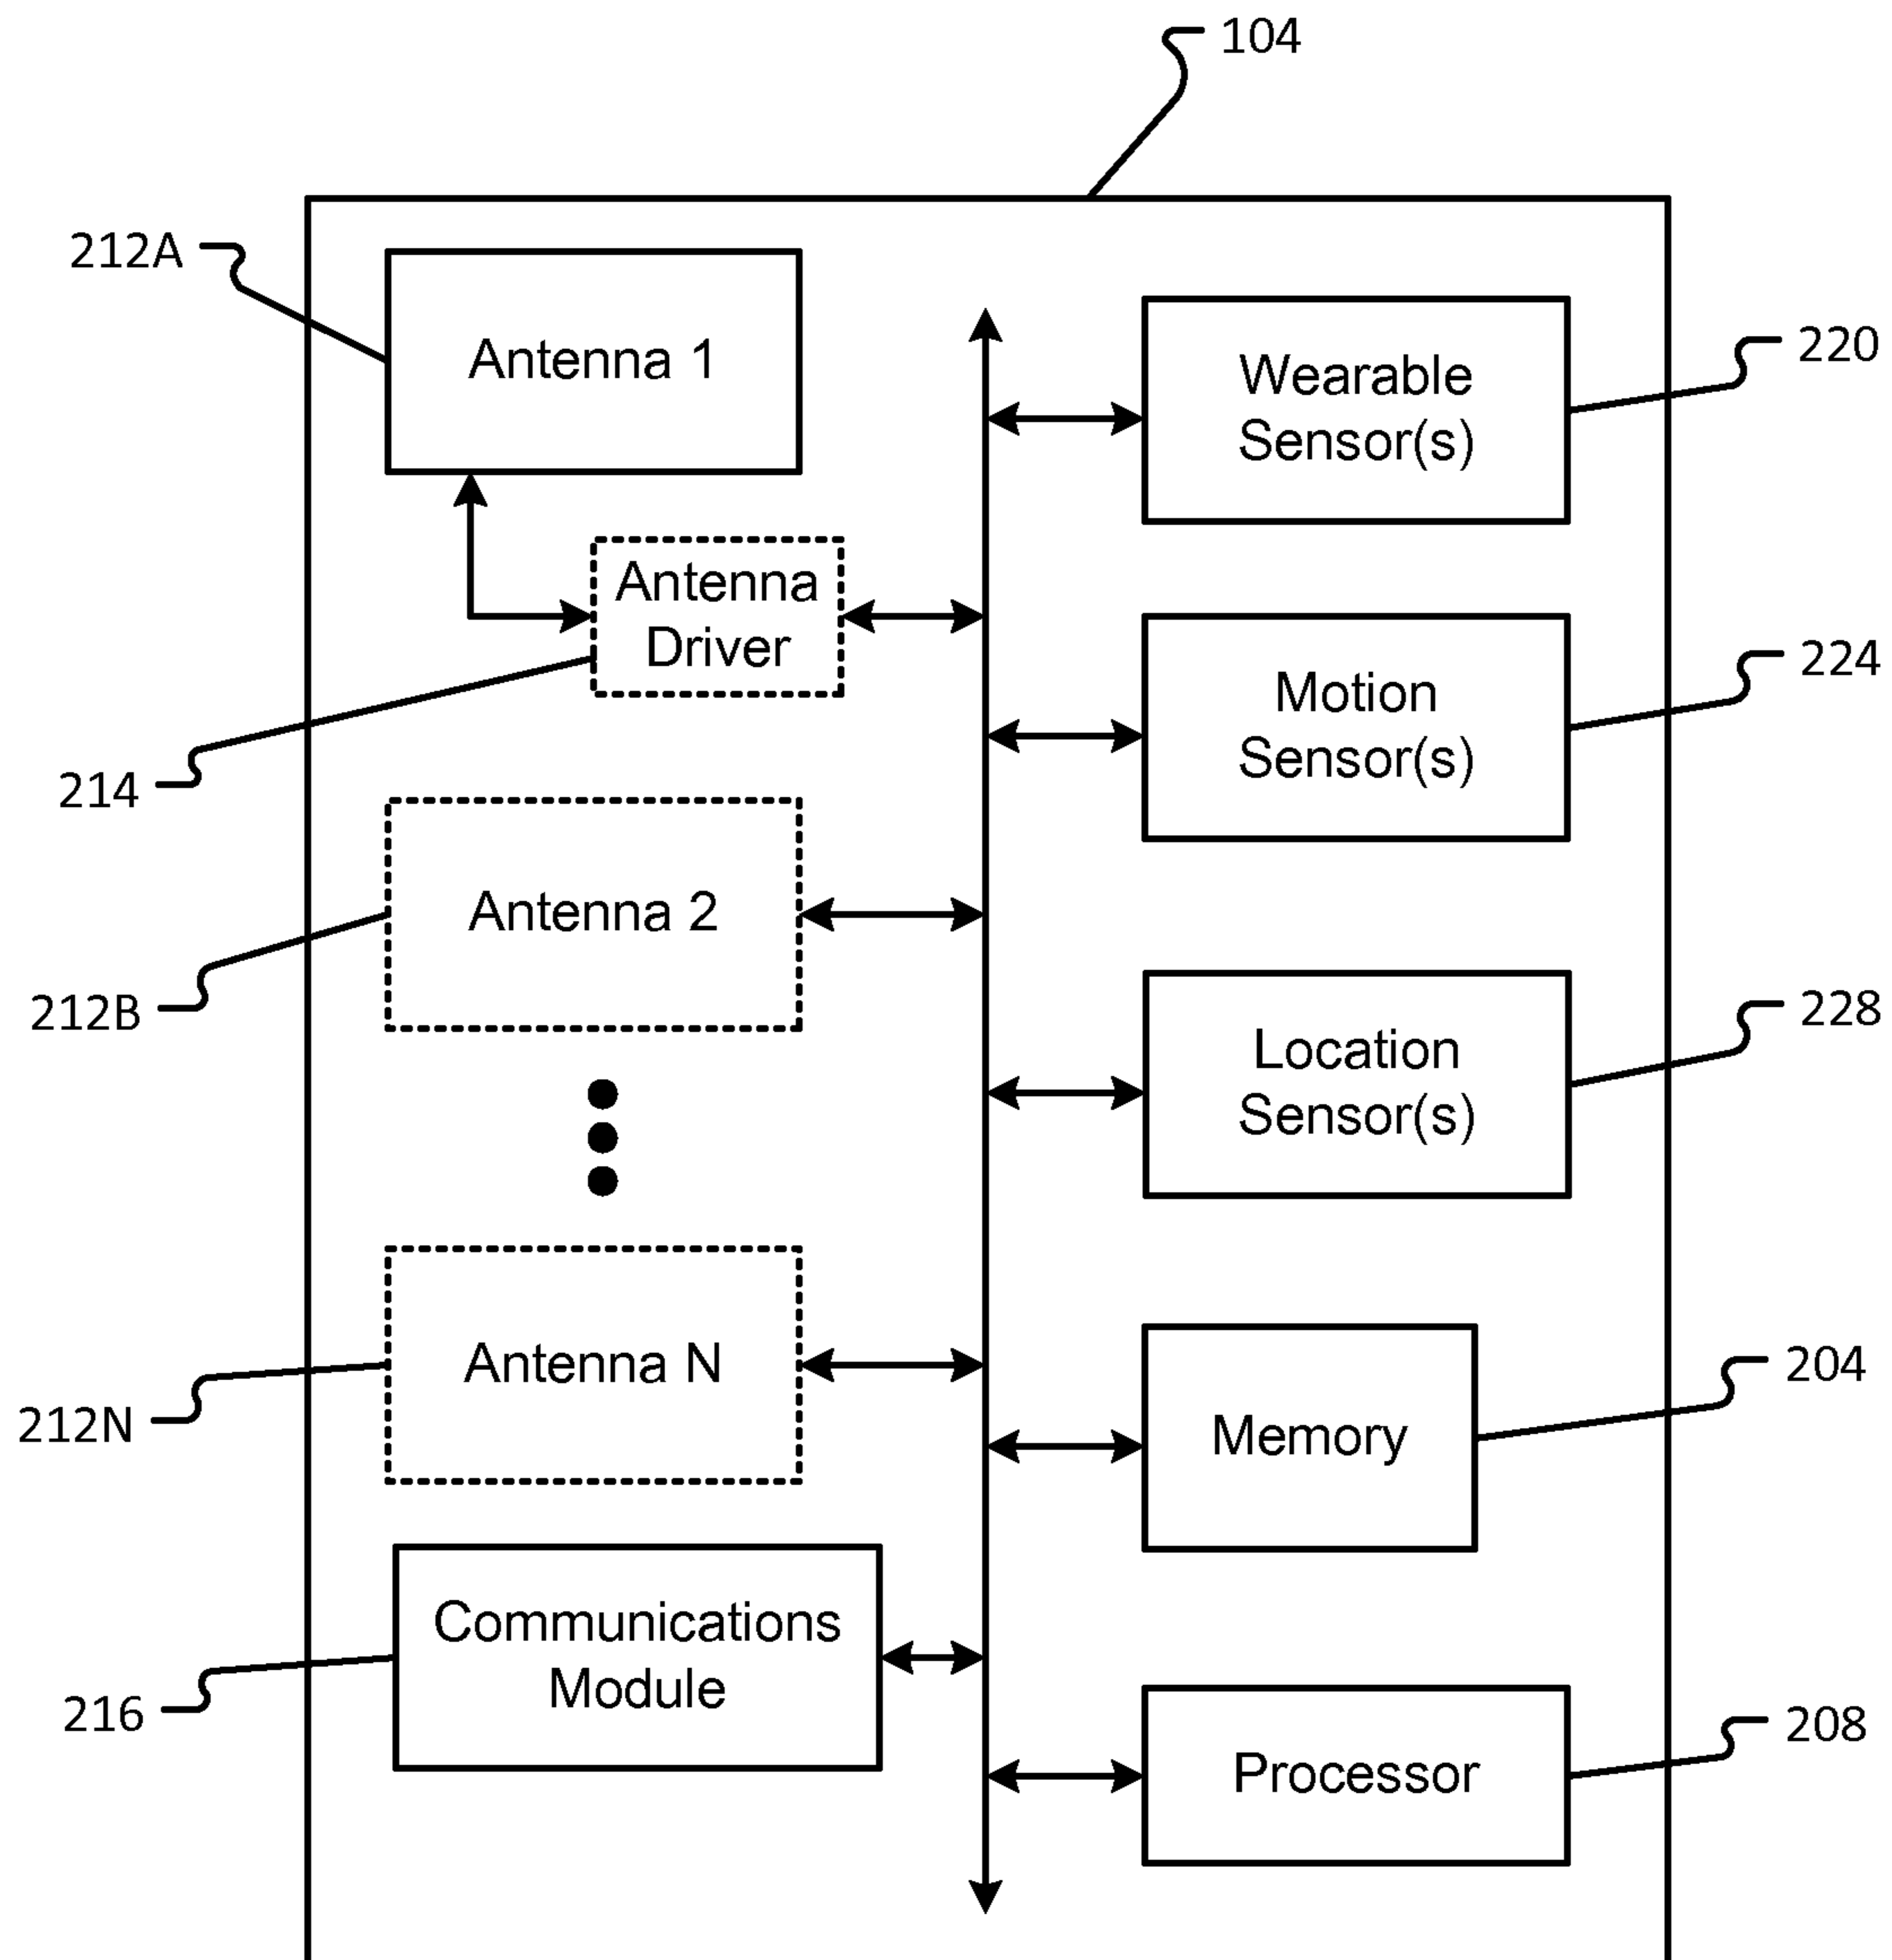 104
212A
Antenna 1
Wearable
Sensor(s)
220
Antenna
Driver
214
Motion
Sensor(s)
224
Antenna 2
212B
Location
Sensor(s)
228
Antenna N
212N
Memory
204
Communications
Module
216
Processor
208